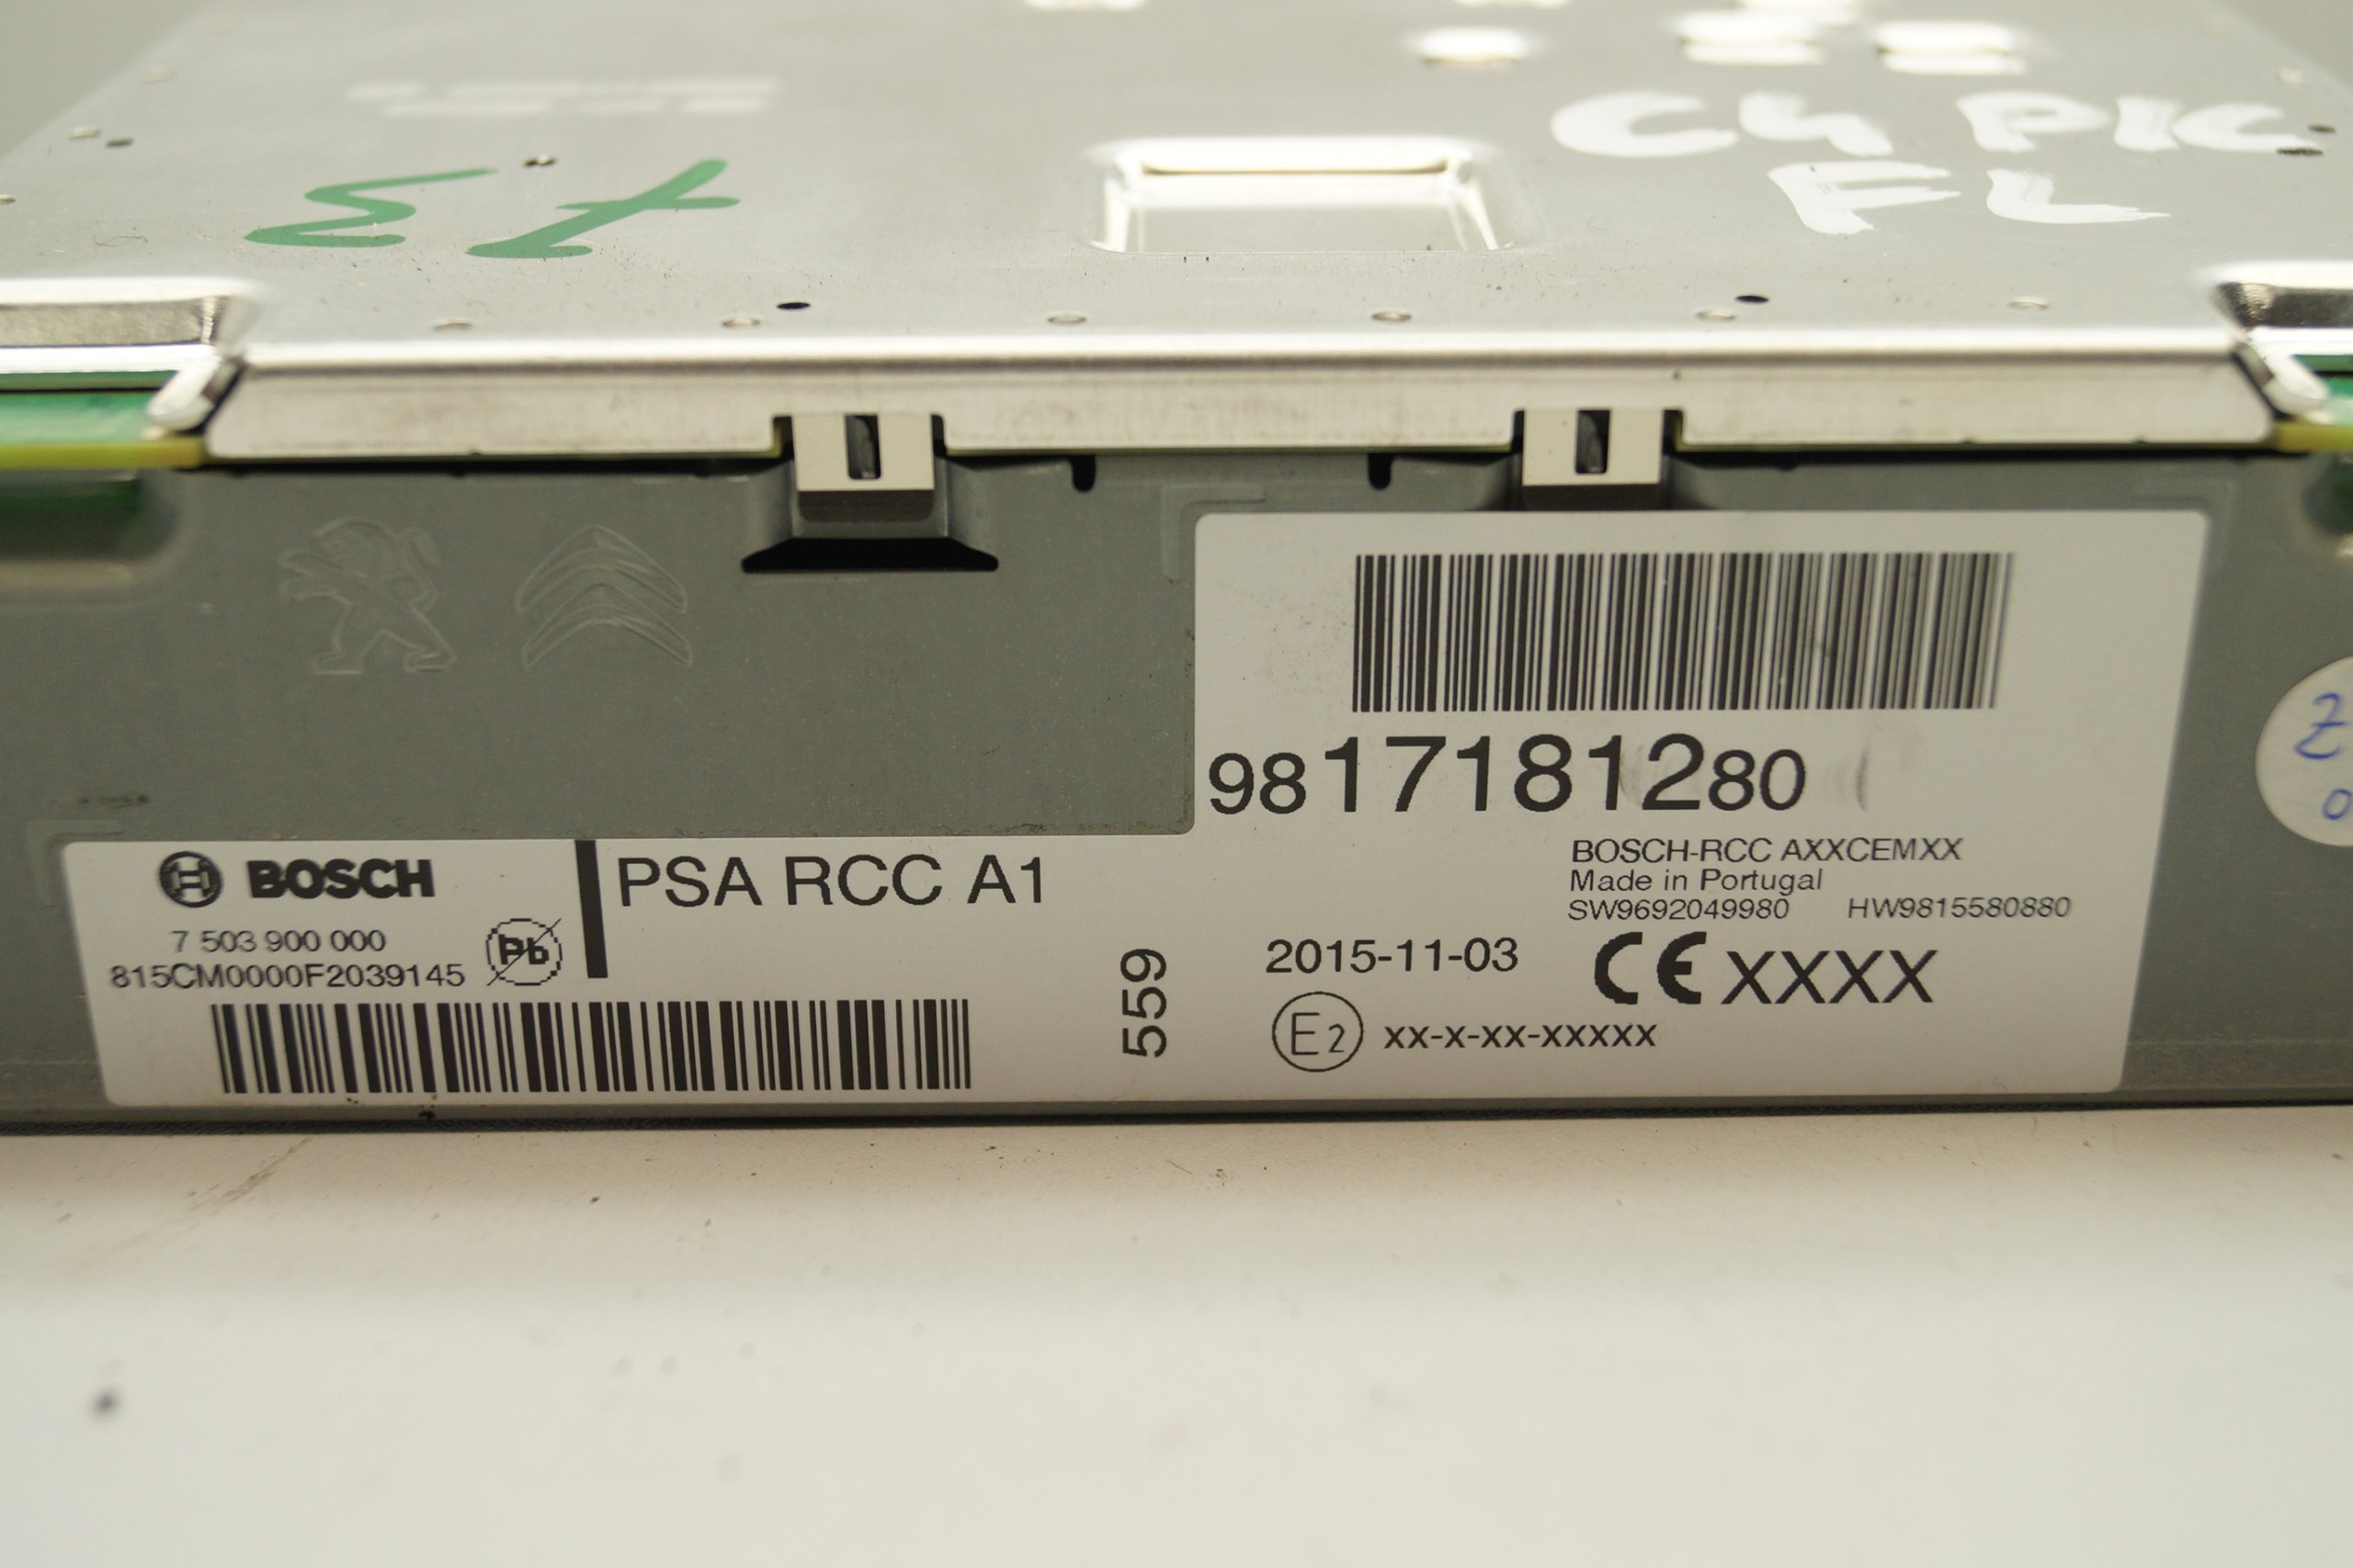 C4 PIC
FL
9817181280
BOSCH-RCC AXXCEMXX
Made in Portugal
SW9692049980 HW9815580880
BOSCH
PSA RCC A1
7 503 900 000
Pb
815CM0000F2039145
559
2015-11-03
CE XXXX
E2 xx-x-xx-xxxxx